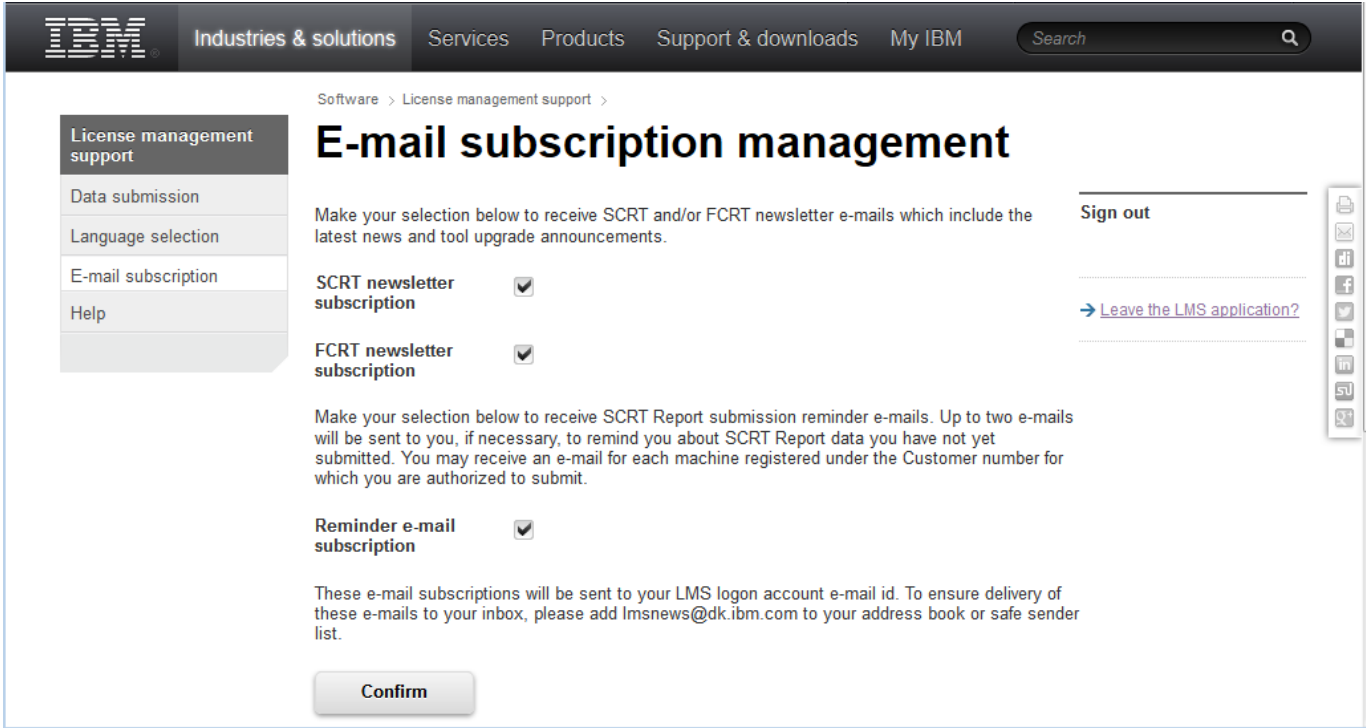 IBM®
Industries & solutions
Services
Products
Support & downloads
My IBM
Search
Software > License management support >
License management
support
Data submission
Language selection
E-mail subscription
Help
E-mail subscription management
Make your selection below to receive SCRT and/or FCRT newsletter e-mails which include the
latest news and tool upgrade announcements.
SCRT newsletter
subscription
FCRT newsletter
subscription
Make your selection below to receive SCRT Report submission reminder e-mails. Up to two e-mails
will be sent to you, if necessary, to remind you about SCRT Report data you have not yet
submitted. You may receive an e-mail for each machine registered under the Customer number for
which you are authorized to submit.
Reminder e-mail
subscription
These e-mail subscriptions will be sent to your LMS logon account e-mail id. To ensure delivery of
these e-mails to your inbox, please add lmsnews@dk.ibm.com to your address book or safe sender
list.
Confirm
Sign out
Leave the LMS application?